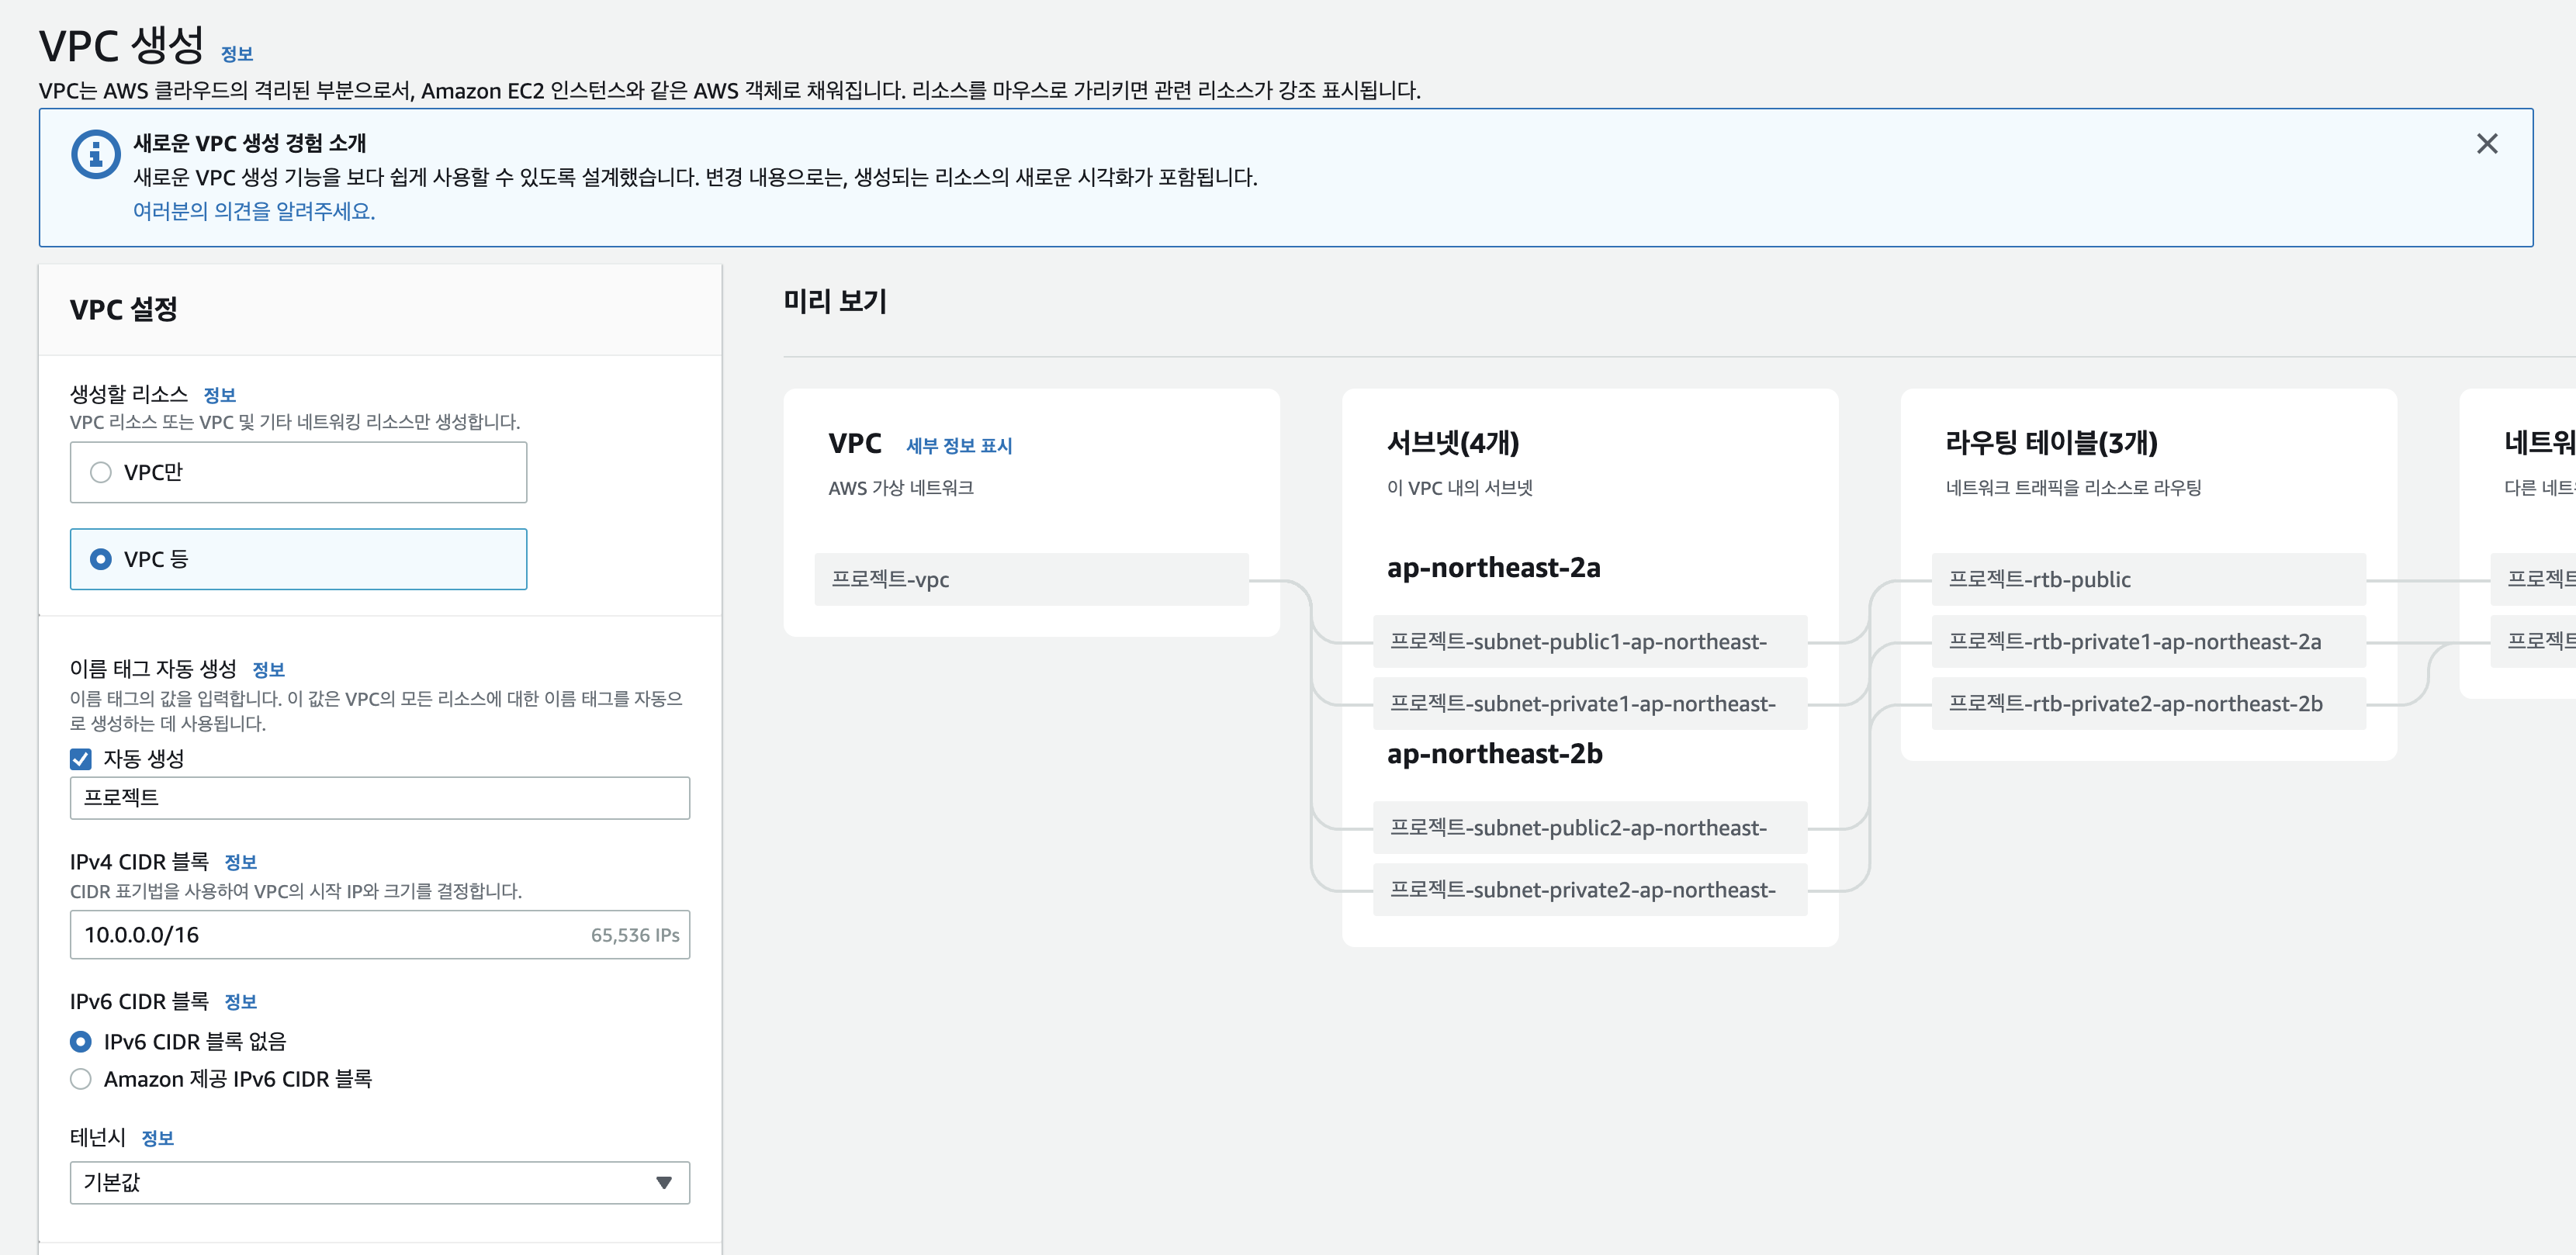 VPC 생성 정보
VPC는 AWS 클라우드의 격리된 부분으로서, Amazon EC2 인스턴스와 같은 AWS 객체로 채워집니다. 리소스를 마우스로 가리키면 관련 리소스가 강조 표시됩니다.
새로운 VPC 생성 경험 소개
새로운 VPC 생성 기능을 보다 쉽게 사용할 수 있도록 설계했습니다. 변경 내용으로는, 생성되는 리소스의 새로운 시각화가 포함됩니다.
여러분의 의견을 알려주세요.
VPC 설정
생성할 리소스 정보
VPC 리소스 또는 VPC 및 기타 네트워킹 리소스만 생성합니다.
VPC만
VPC 등
이름 태그 자동 생성 정보
이름 태그의 값을 입력합니다. 이 값은 VPC의 모든 리소스에 대한 이름 태그를 자동으
로 생성하는 데 사용됩니다.
자동 생성
프로젝트
IPv4 CIDR 블록 정보
CIDR 표기법을 사용하여 VPC의 시작 IP와 크기를 결정합니다.
10.0.0.0/16 65,536 IPs
IPv6 CIDR 블록 정보
IPv6 CIDR 블록 없음
Amazon 제공 IPv6 CIDR 블록
테넌시 정보
기본값
미리 보기
VPC 세부 정보 표시
AWS 가상 네트워크
프로젝트-vpc
서브넷(4개)
이 VPC 내의 서브넷
ap-northeast-2a
프로젝트-subnet-public1-ap-northeast-
프로젝트-subnet-private1-ap-northeast-
ap-northeast-2b
프로젝트-subnet-public2-ap-northeast-
프로젝트-subnet-private2-ap-northeast-
라우팅 테이블(3개)
네트워크 트래픽을 리소스로 라우팅
프로젝트-rtb-public
프로젝트-rtb-private1-ap-northeast-2a
프로젝트-rtb-private2-ap-northeast-2b
다른